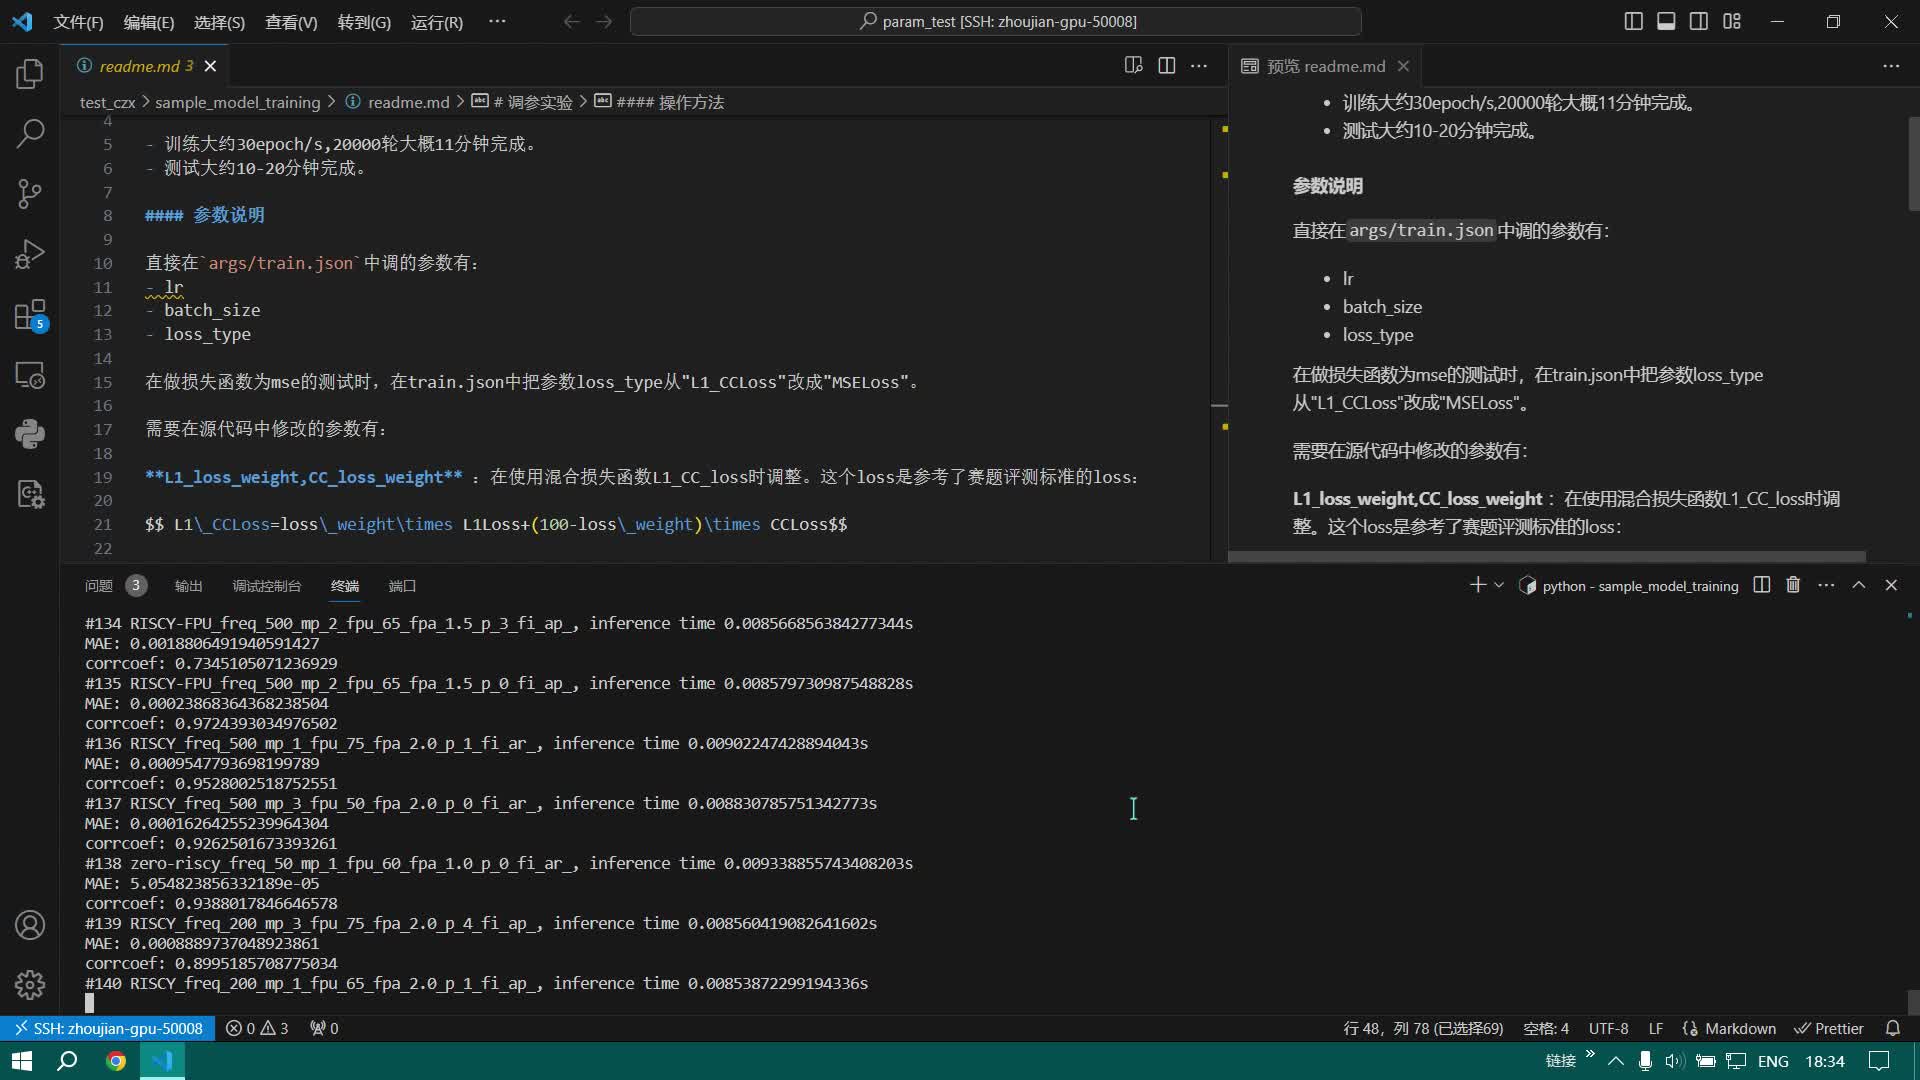 文件(F) 编辑(E) 选择(S) 查看(V) 转到(G) 运行(R) ··· param_test [SSH: zhoujian-gpu-50008]
readme.md 3
test_czx > sample_model_training > readme.md > # 调参实验 > #### 操作方法
4
5 - 训练大约30epoch/s,20000轮大概11分钟完成。
6 - 测试大约10-20分钟完成。
7
8 #### 参数说明
9
10 直接在`args/train.json`中调的参数有:
11 - lr
12 - batch_size
13 - loss_type
14
15 在做损失函数为mse的测试时，在train.json中把参数loss_type从"L1_CCLoss"改成"MSELoss"。
16
17 需要在源代码中修改的参数有:
18
19 **L1_loss_weight,CC_loss_weight** : 在使用混合损失函数L1_CC_loss时调整。这个loss是参考了赛题评测标准的loss:
20
21 $$ L1\_CCLoss=loss\_weight\times L1Loss+(100-loss\_weight)\times CCLoss$$
22
预览 readme.md
• 训练大约30epoch/s,20000轮大概11分钟完成。
• 测试大约10-20分钟完成。
参数说明
直接在args/train.json中调的参数有:
• lr
• batch_size
• loss_type
在做损失函数为mse的测试时，在train.json中把参数loss_type
从"L1_CCLoss"改成"MSELoss"。
需要在源代码中修改的参数有:
L1_loss_weight,CC_loss_weight : 在使用混合损失函数L1_CC_loss时调
整。这个loss是参考了赛题评测标准的loss:
5
问题 3 输出 调试控制台 终端 端口 python - sample_model_training
#134 RISCY-FPU_freq_500_mp_2_fpu_65_fpa_1.5_p_3_fi_ap_, inference time 0.008566856384277344s
MAE: 0.0018806491940591427
corrcoef: 0.7345105071236929
#135 RISCY-FPU_freq_500_mp_2_fpu_65_fpa_1.5_p_0_fi_ap_, inference time 0.008579730987548828s
MAE: 0.00023868364368238504
corrcoef: 0.9724393034976502
#136 RISCY_freq_500_mp_1_fpu_75_fpa_2.0_p_1_fi_ar_, inference time 0.00902247428894043s
MAE: 0.0009547793698199789
corrcoef: 0.9528002518752551
#137 RISCY_freq_500_mp_3_fpu_50_fpa_2.0_p_0_fi_ar_, inference time 0.008830785751342773s
MAE: 0.00016264255239964304
corrcoef: 0.9262501673393261
#138 zero-riscy_freq_50_mp_1_fpu_60_fpa_1.0_p_0_fi_ar_, inference time 0.009338855743408203s
MAE: 5.054823856332189e-05
corrcoef: 0.9388017846646578
#139 RISCY_freq_200_mp_3_fpu_75_fpa_2.0_p_4_fi_ap_, inference time 0.008560419082641602s
MAE: 0.0008889737048923861
corrcoef: 0.8995185708775034
#140 RISCY_freq_200_mp_1_fpu_65_fpa_2.0_p_1_fi_ap_, inference time 0.00853872299194336s
SSH: zhoujian-gpu-50008 0 3 0 行 48，列 78 (已选择69) 空格: 4 UTF-8 LF Markdown Prettier
链接 ENG 18:34